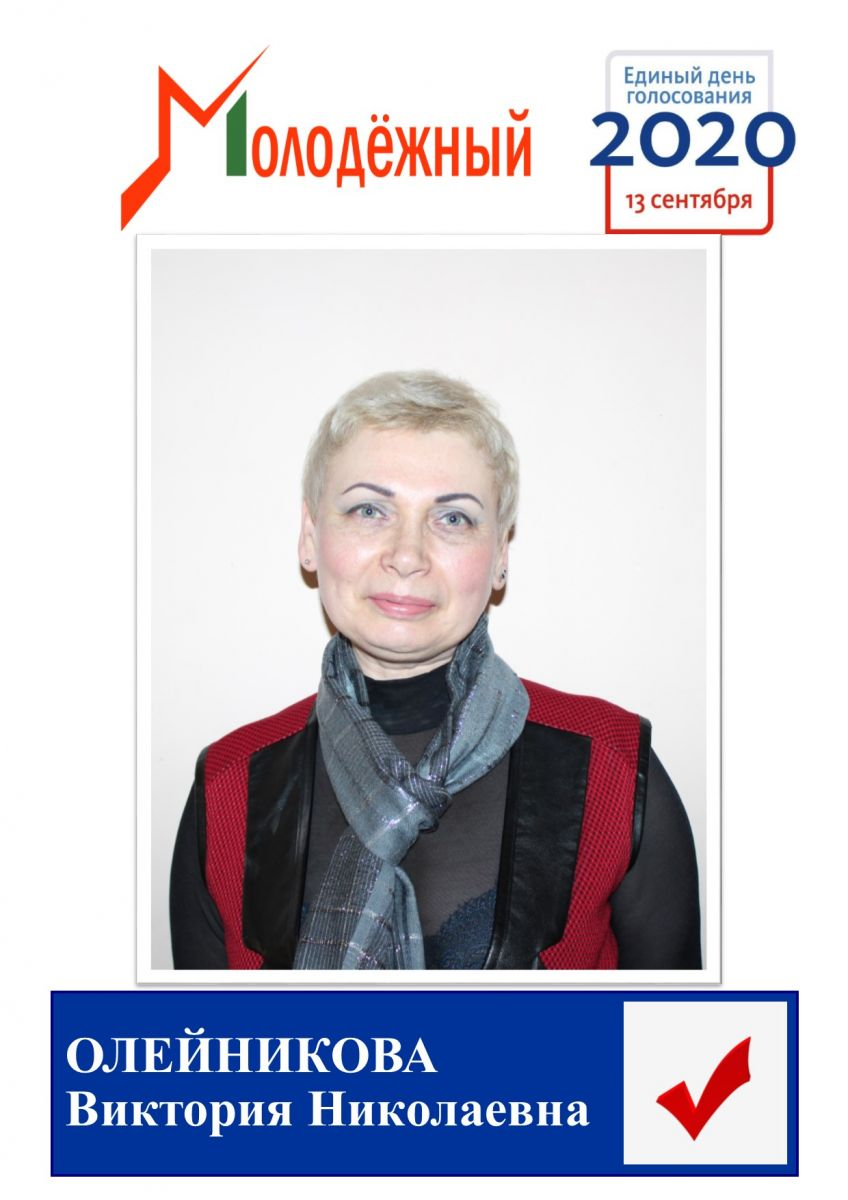 Молодёжный
Единый день
голосования
2020
13 сентября
ОЛЕЙНИКОВА
Виктория Николаевна